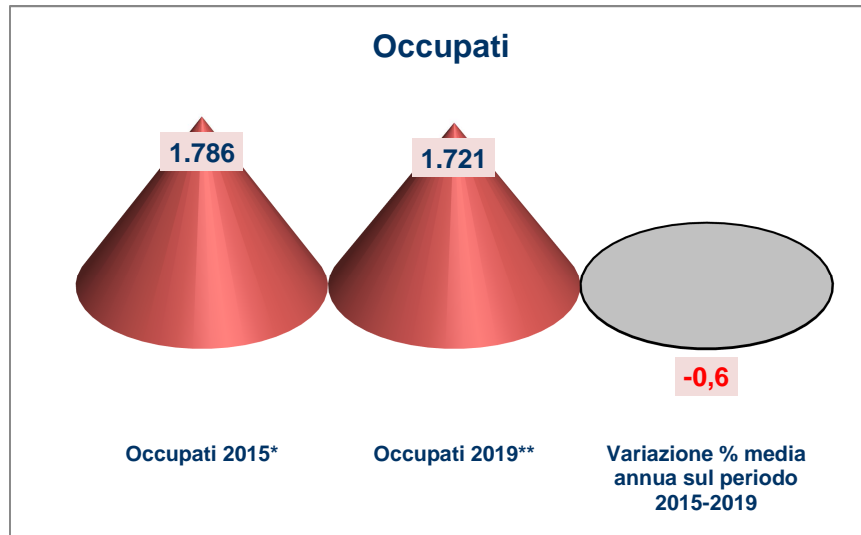 Occupati
1.786
1.721
-0,6
Occupati 2015*
Occupati 2019**
Variazione % media
annua sul periodo
2015-2019